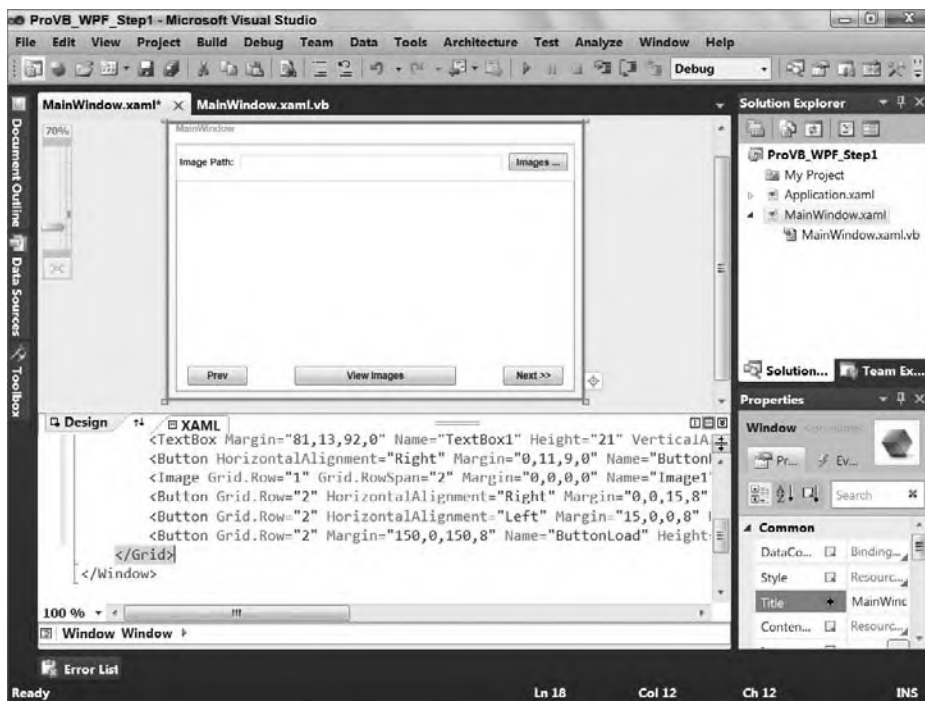 ProVB_WPF_Step1 - Microsoft Visual Studio
File Edit View Project Build Debug Team Data Tools Architecture Test Analyze Window Help
Debug
MainWindow.xaml* MainWindow.xaml.vb
Solution Explorer
Document Outline
Data Sources
Toolbox
70%
MainWindow
Image Path:
Images ...
Prev
View Images
Next >>
ProVB_WPF_Step1
My Project
Application.xaml
MainWindow.xaml
MainWindow.xaml.vb
Solution... Team Ex...
Design XAML
<TextBox Margin="81,13,92,0" Name="TextBox1" Height="21" VerticalA
<Button HorizontalAlignment="Right" Margin="0,11,9,0" Name="Button
<Image Grid.Row="1" Grid.RowSpan="2" Margin="0,0,0,0" Name="Image1"
<Button Grid.Row="2" HorizontalAlignment="Right" Margin="0,0,15,8"
<Button Grid.Row="2" HorizontalAlignment="Left" Margin="15,0,0,8"
<Button Grid.Row="2" Margin="150,0,150,8" Name="ButtonLoad" Height
</Grid>
</Window>
100 %
Window Window
Properties
Window
Pr... Ev...
Search
Common
DataCo... Binding...
Style Resourc...
Title MainWinc
Conten... Resourc...
Error List
Ready Ln 18 Col 12 Ch 12 INS